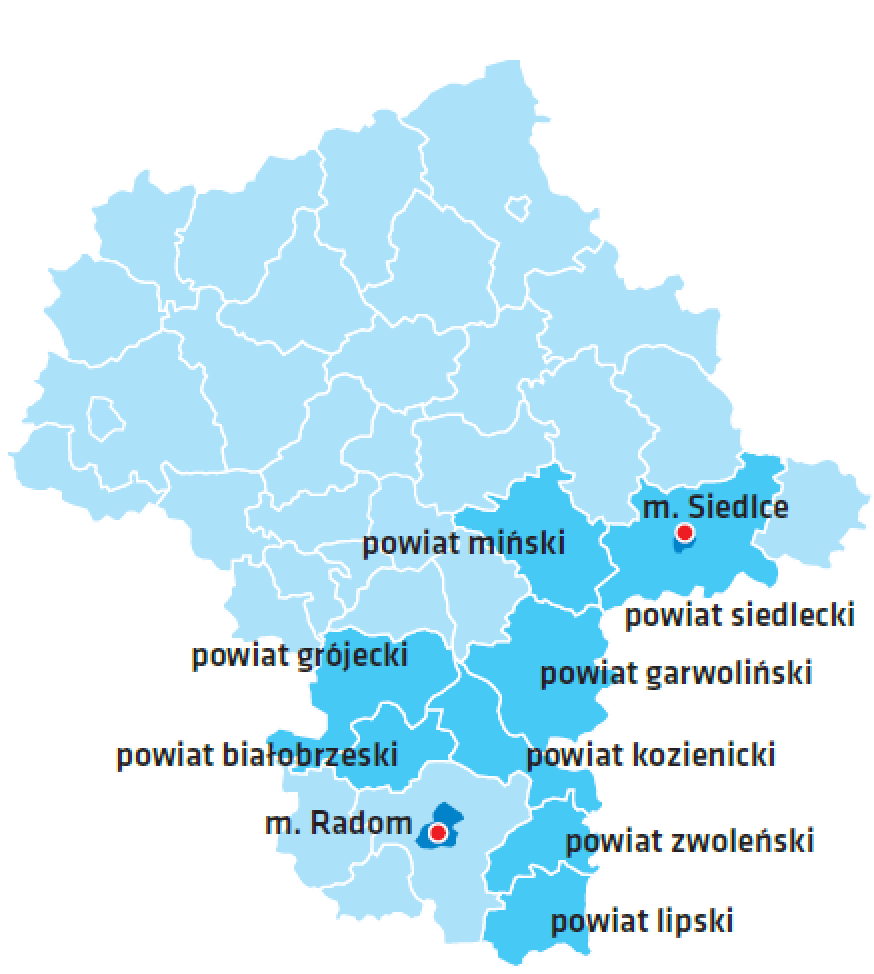 m. Siedlce
powiat miński
powiat siedlecki
powiat grójecki
powiat garwoliński
powiat białobrzeski
powiat kozienicki
m. Radom
powiat zwoleński
powiat lipski